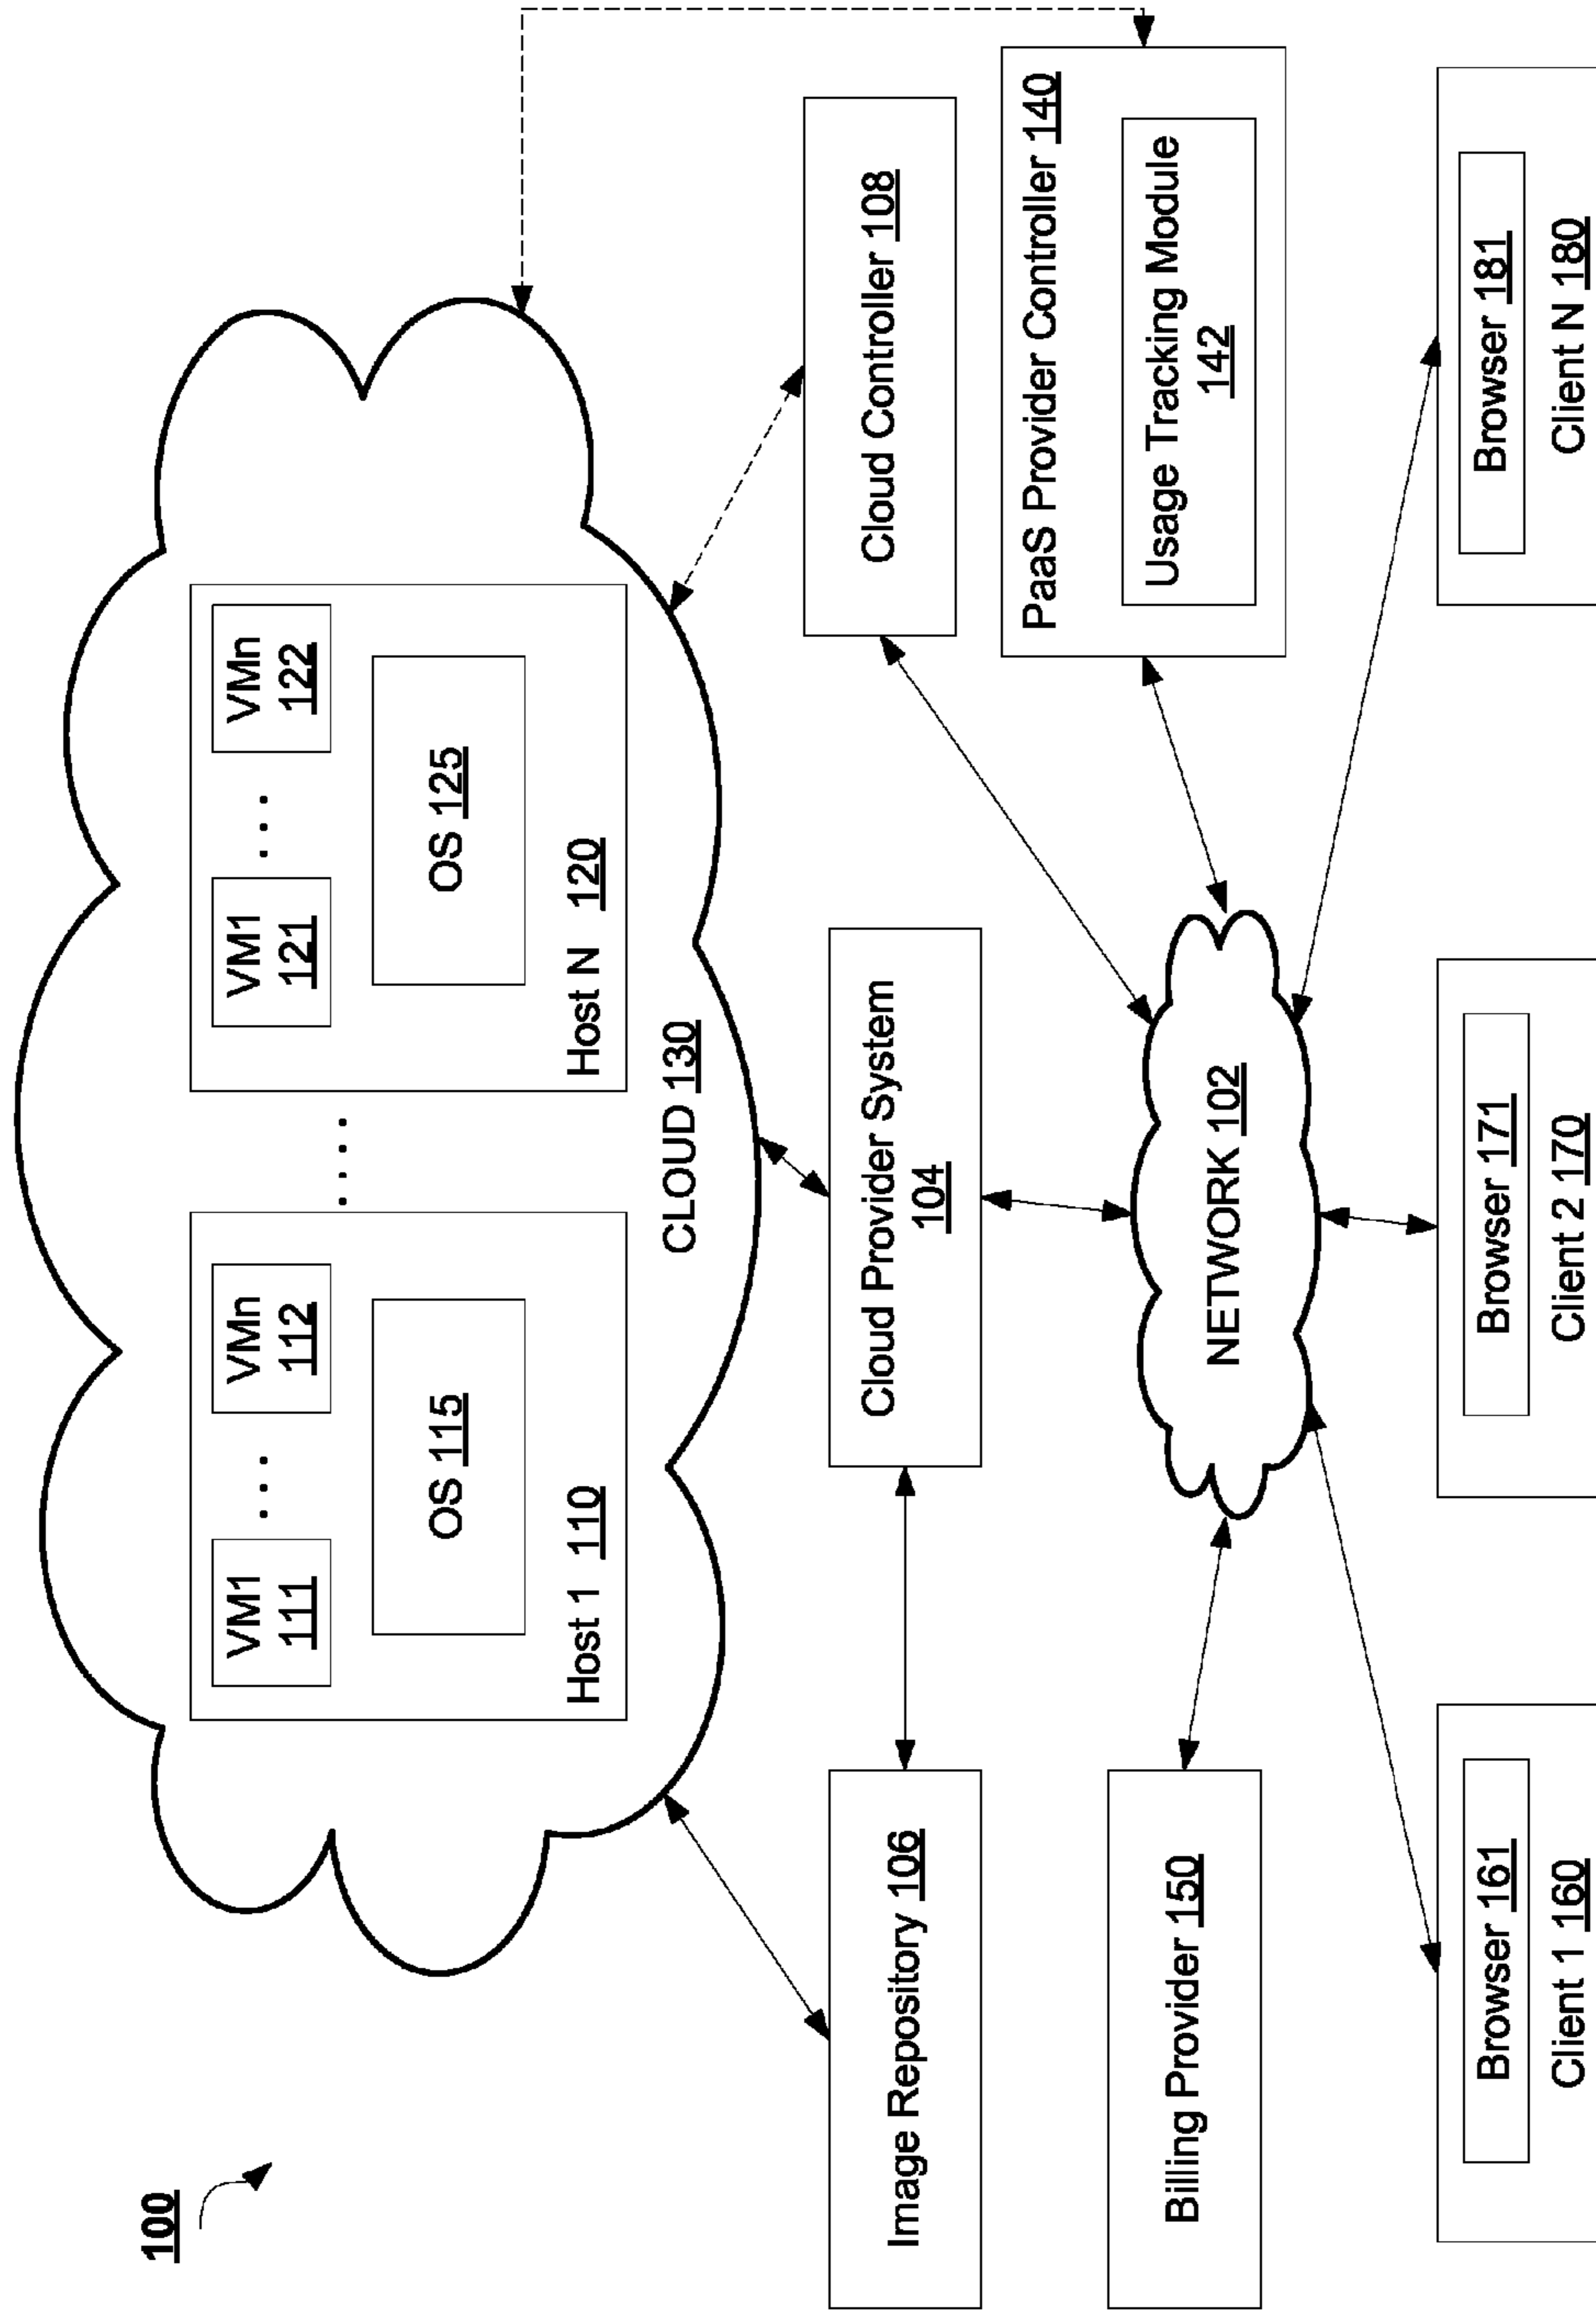 100
VM1
111
. . .
VMn
112
OS 115
Host 1 110
. . . .
VM1
121
. . .
VMn
122
OS 125
Host N 120
CLOUD 130
Image Repository 106
Cloud Provider System
104
Cloud Controller 108
Billing Provider 150
NETWORK 102
PaaS Provider Controller 140
Usage Tracking Module
142
Browser 161
Client 1 160
Browser 171
Client 2 170
Browser 181
Client N 180